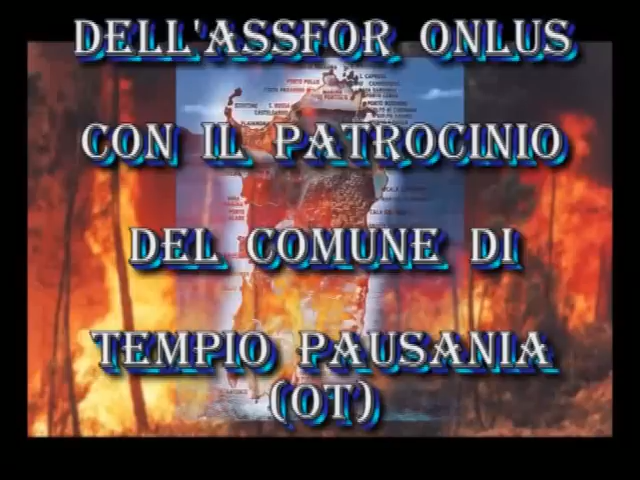 DELL'ASSFOR ONLUS
CON IL PATROCINIO
DEL COMUNE DI
TEMPIO PAUSANIA
(OT)